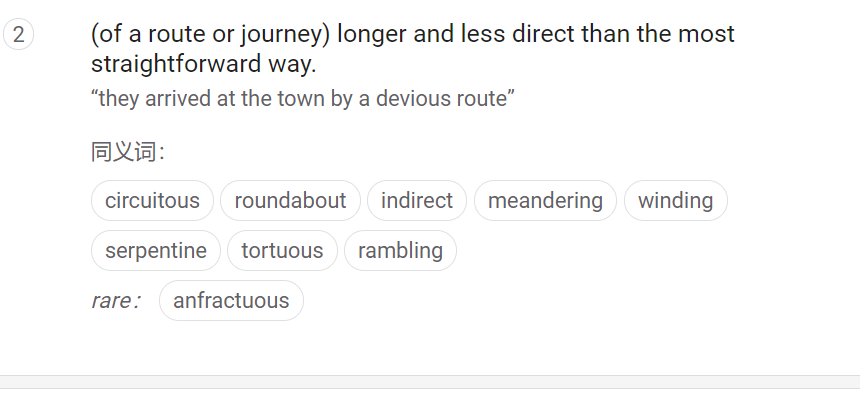 2
(of a route or journey) longer and less direct than the most
straightforward way.
“they arrived at the town by a devious route”
同义词：
circuitous roundabout indirect meandering winding
serpentine tortuous rambling
rare： anfractuous